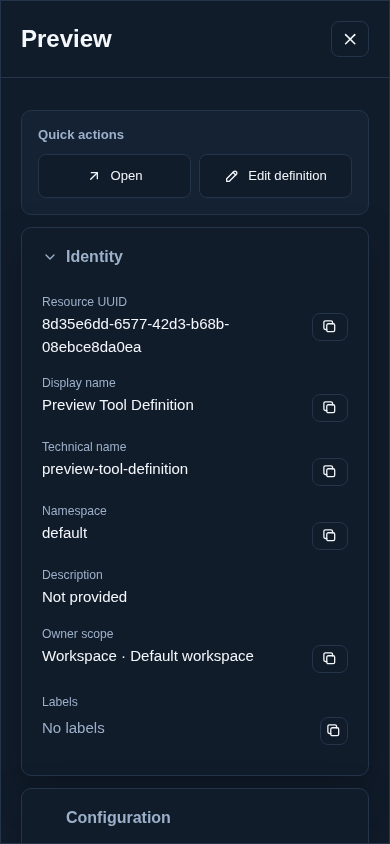 Preview
Quick actions
Open
Edit definition
Identity
Resource UUID
8d35e6dd-6577-42d3-b68b-
08ebce8da0ea
Display name
Preview Tool Definition
Technical name
preview-tool-definition
Namespace
default
Description
Not provided
Owner scope
Workspace · Default workspace
Labels
No labels
Configuration